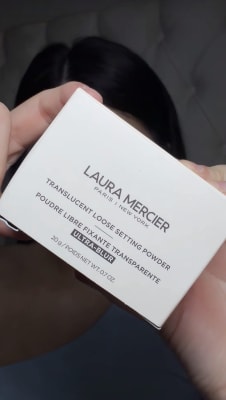 LAURA MERCIER
PARIS / NEW YORK
TRANSLUCENT LOOSE SETTING POWDER
POUDRE LIBRE FIXANTE TRANSPARENTE
ULTRA-BLUR
20 g / POIDS NET WT. 0.7 OZ.